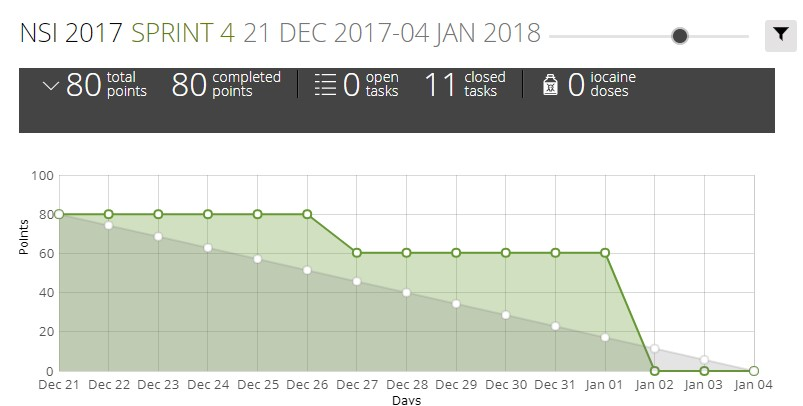 NSI 2017 SPRINT 4 21 DEC 2017-04 JAN 2018
80 total points 80 completed points 0 open tasks 11 closed tasks 0 iocaine doses
100
80
60
40
20
0
Points
Dec 21 Dec 22 Dec 23 Dec 24 Dec 25 Dec 26 Dec 27 Dec 28 Dec 29 Dec 30 Dec 31 Jan 01 Jan 02 Jan 03 Jan 04
Days